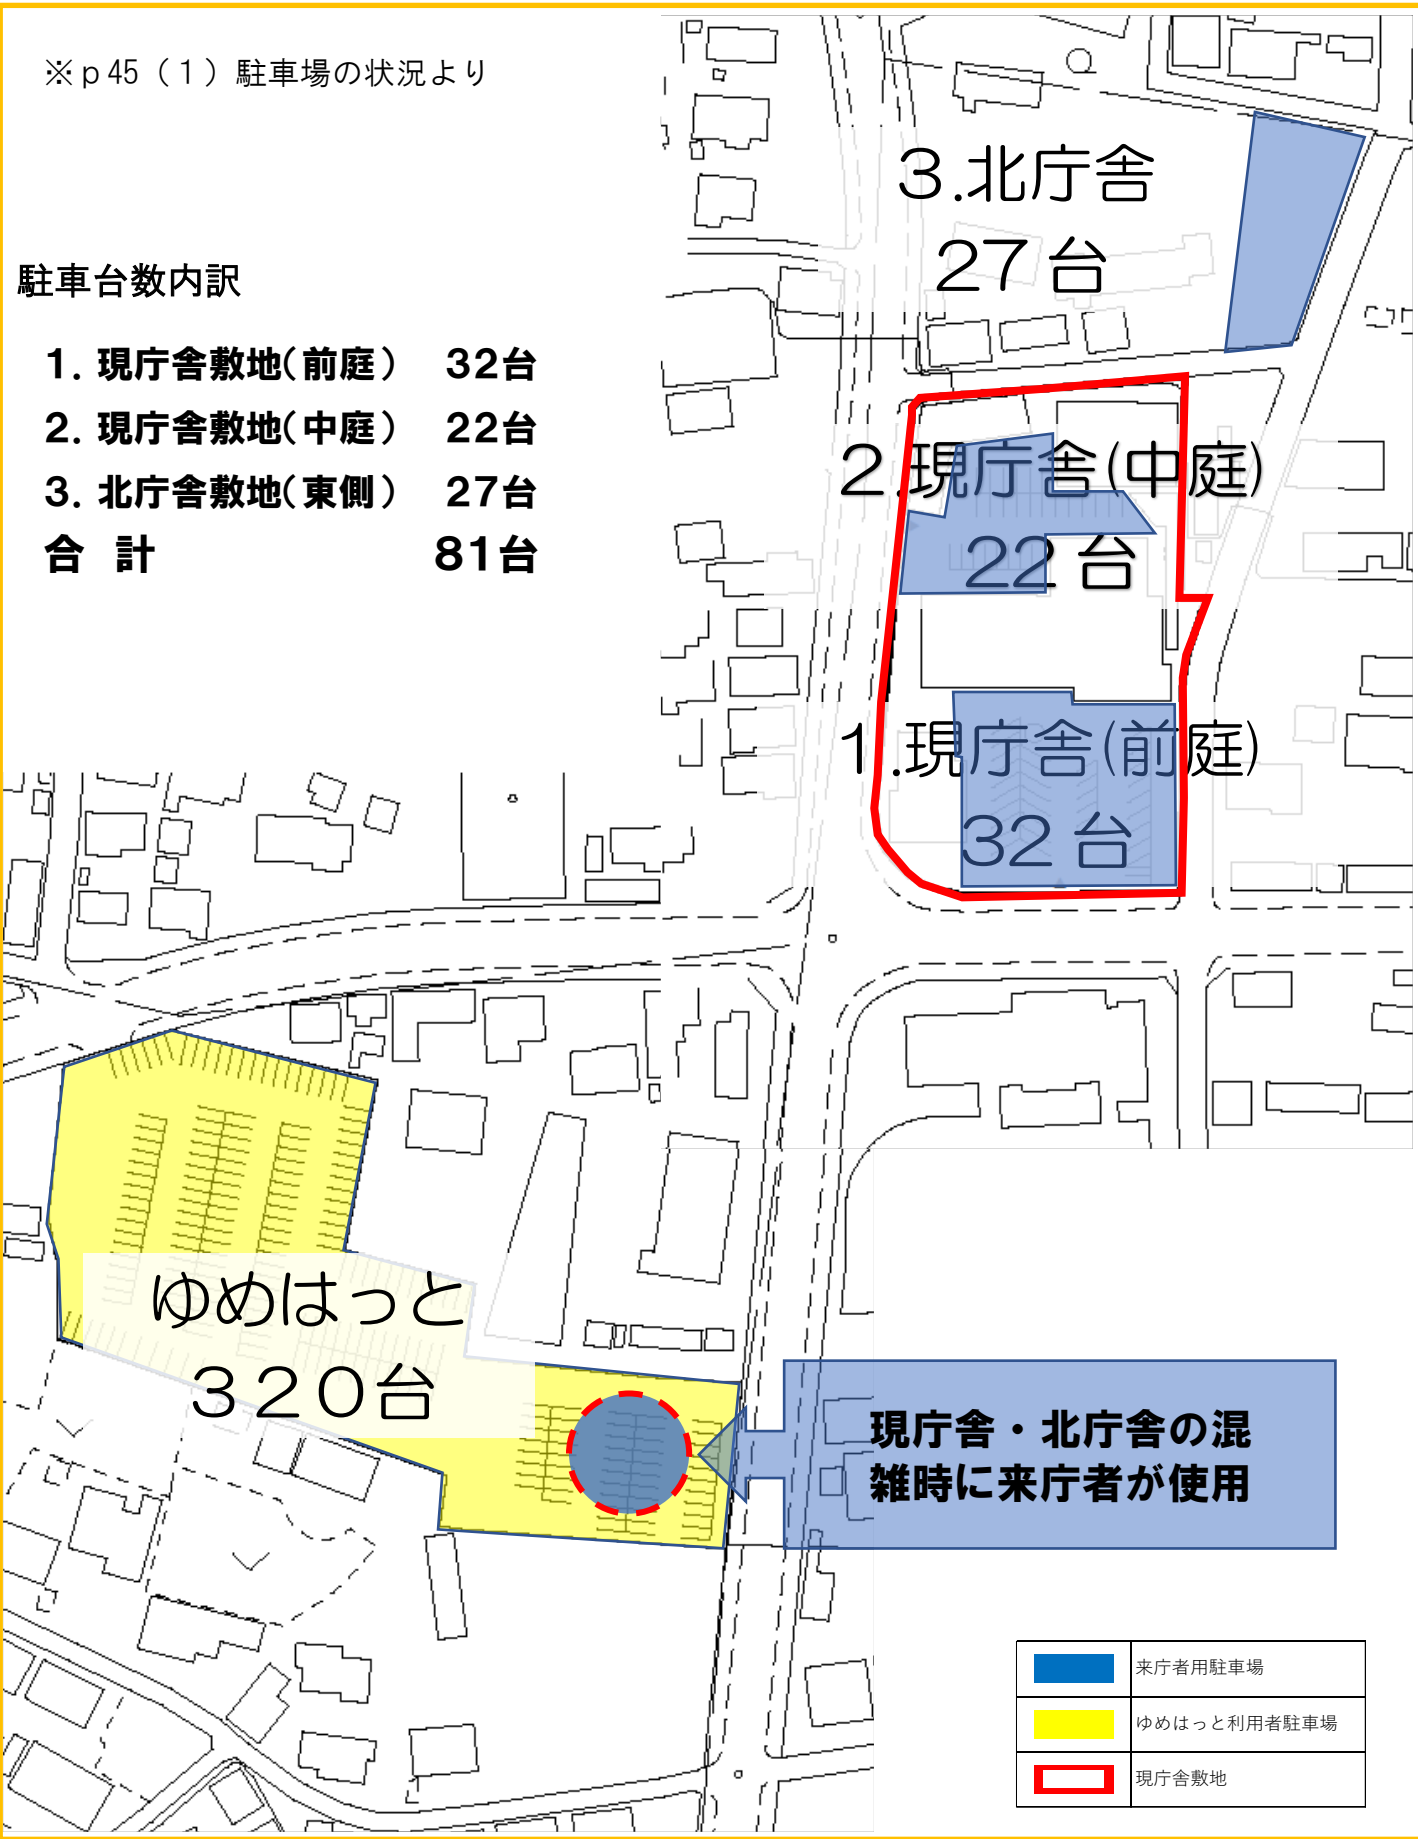 ※p45（1）駐車場の状況より
駐車台数内訳
1. 現庁舎敷地(前庭)　32台
2. 現庁舎敷地(中庭)　22台
3. 北庁舎敷地(東側)　27台
合 計　81台
3.北庁舎
27台
2.現庁舎(中庭)
22台
1.現庁舎(前庭)
32台
ゆめはっと
320台
現庁舎・北庁舎の混
雑時に来庁者が使用
来庁者用駐車場
ゆめはっと利用者駐車場
現庁舎敷地